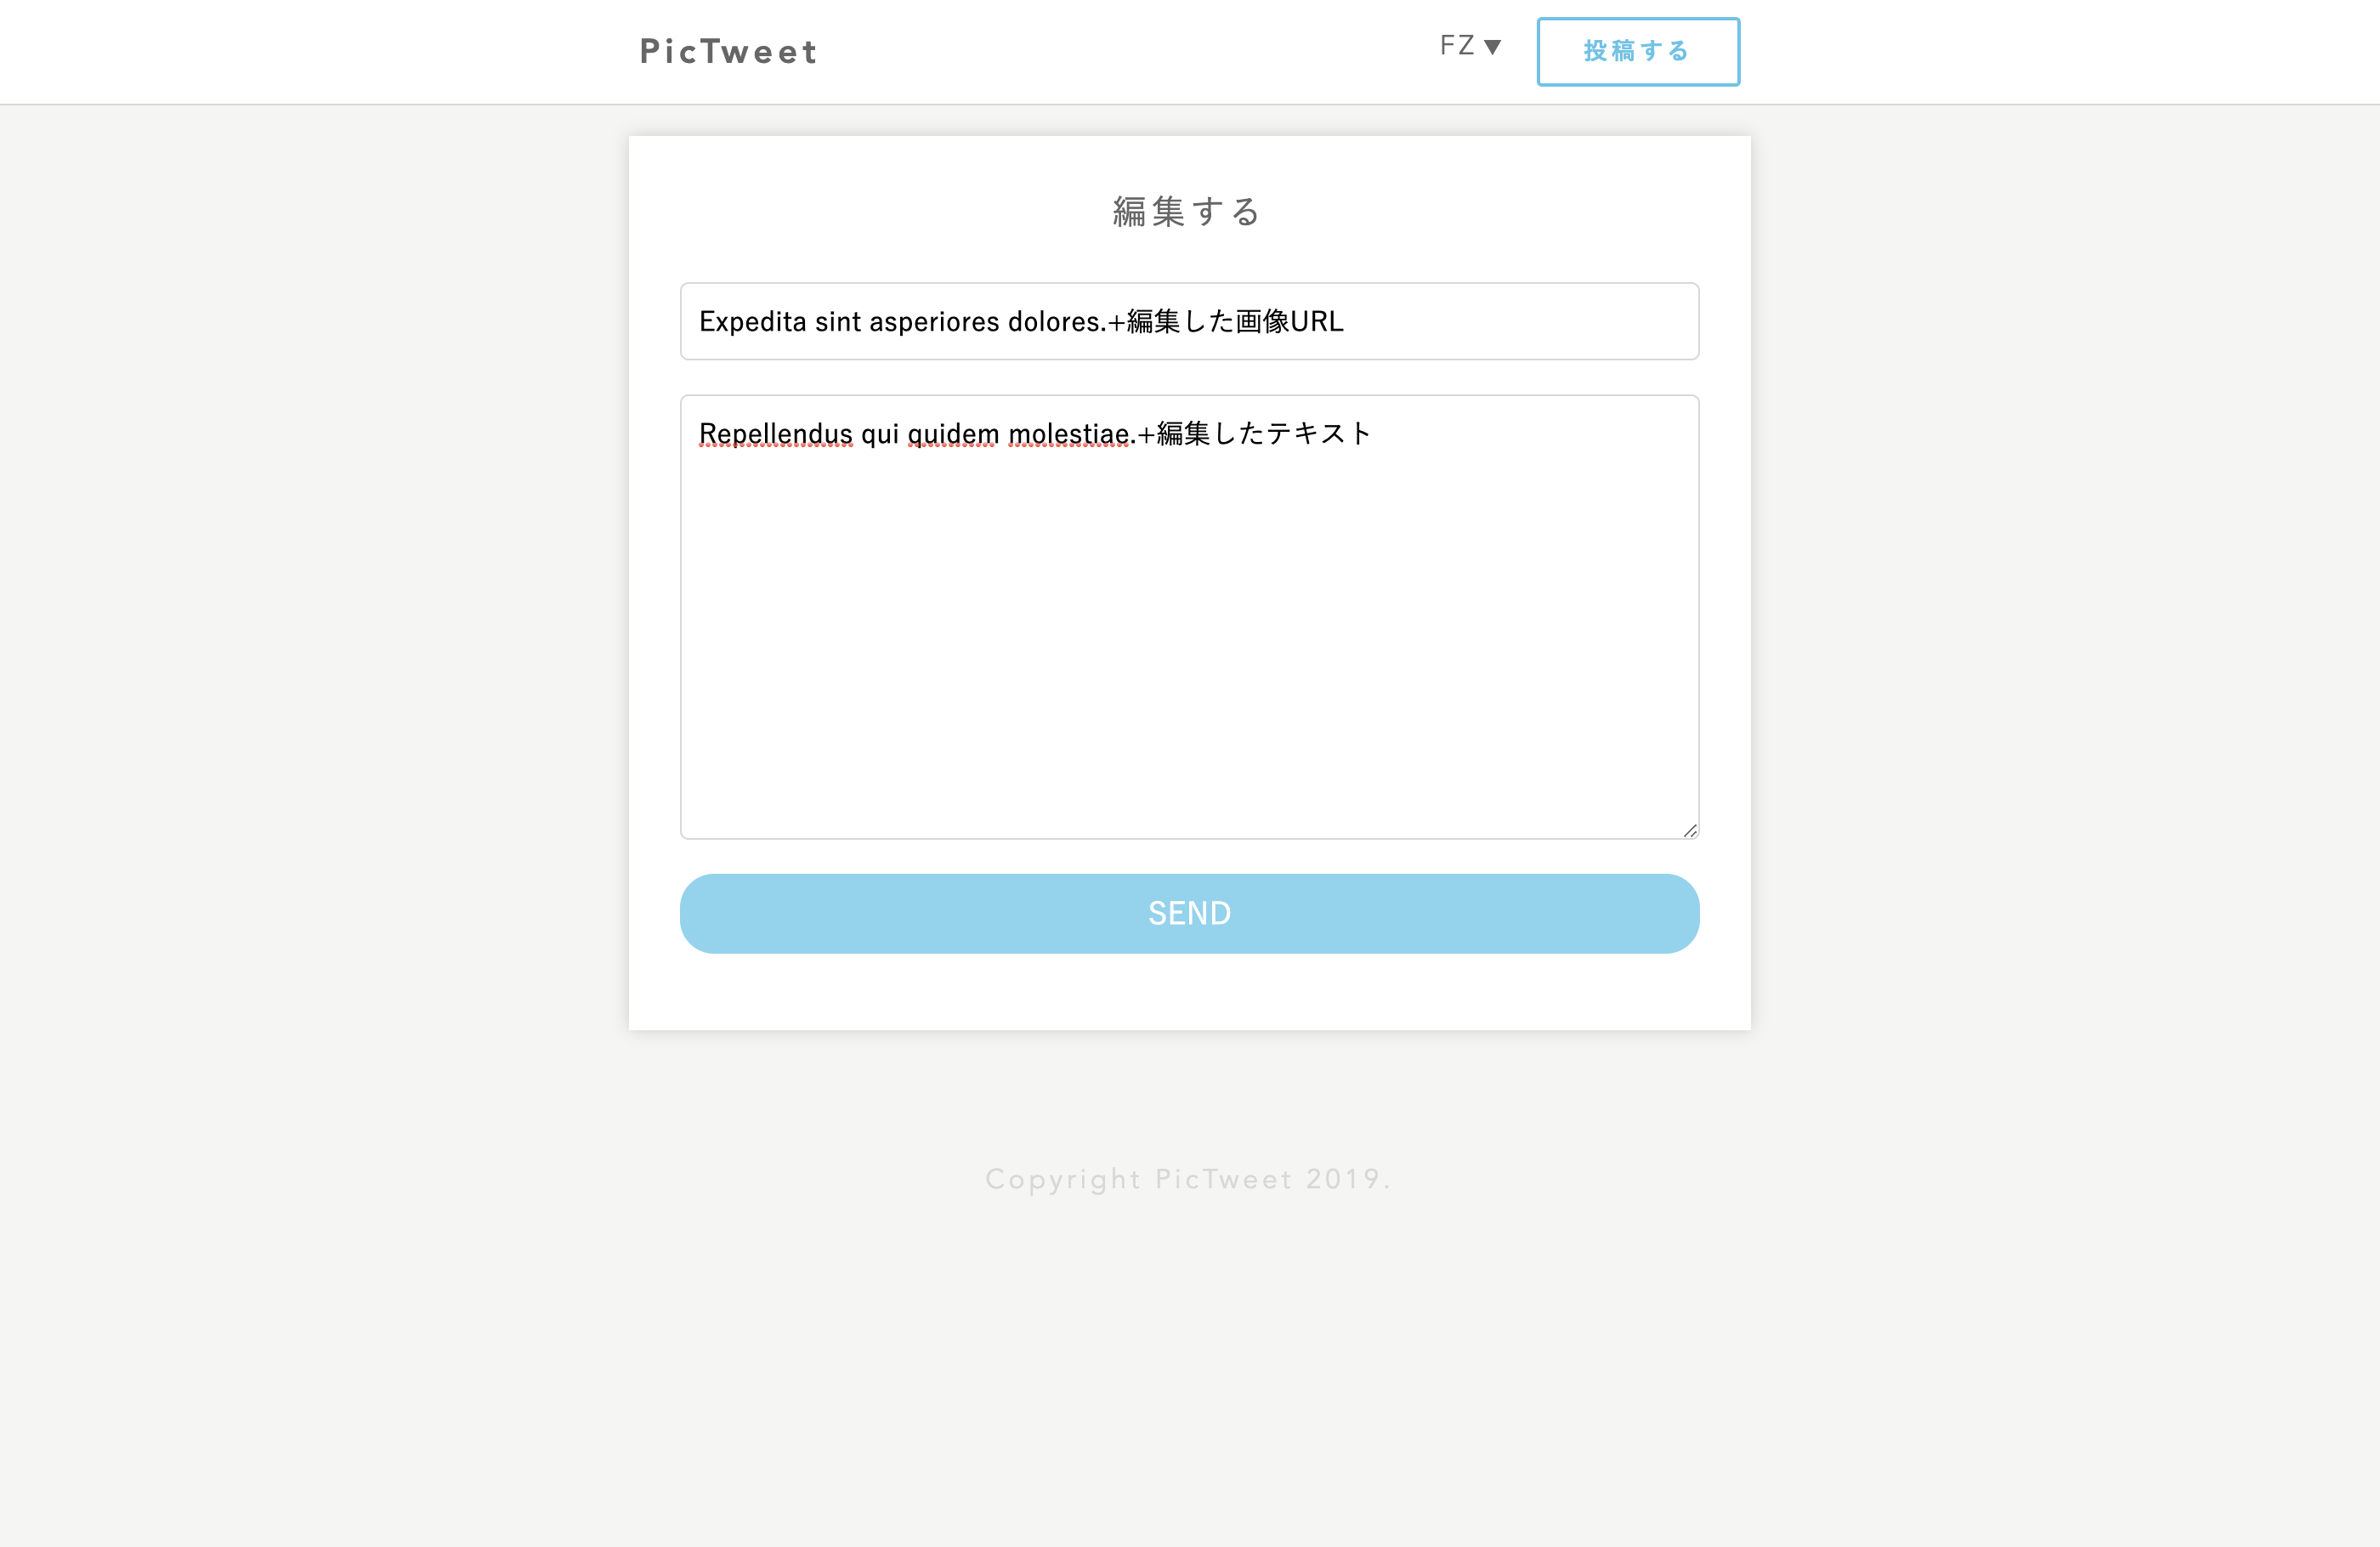 PicTweet
FZ ▼
投稿する
編集する
Expedita sint asperiores dolores.+編集した画像URL
Repellendus qui quidem molestiae.+編集したテキスト
SEND
Copyright PicTweet 2019.